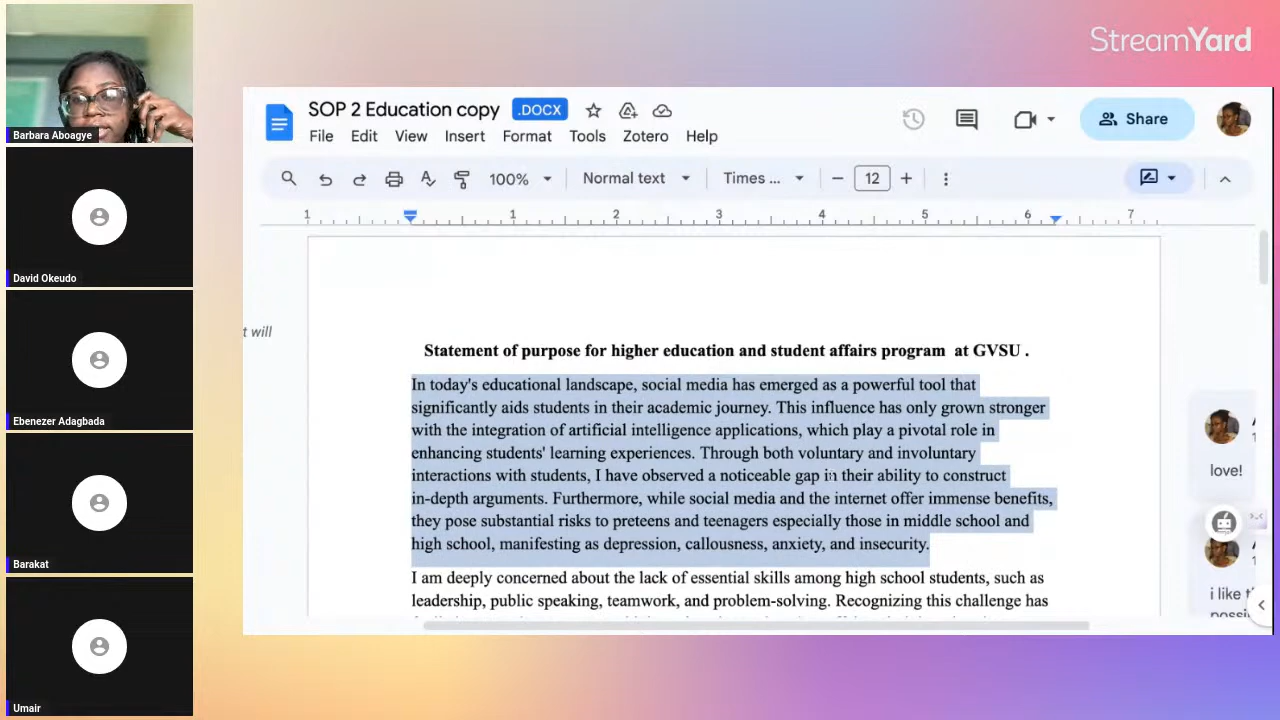 StreamYard
Barbara Aboagye
David Okeudo
Ebenezer Adagbada
Barakat
Umair
SOP 2 Education copy .DOCX
File Edit View Insert Format Tools Zotero Help
Share
100% Normal text Times ... 12
1 1 2 3 4 5 6 7
t will
Statement of purpose for higher education and student affairs program at GVSU .
In today's educational landscape, social media has emerged as a powerful tool that
significantly aids students in their academic journey. This influence has only grown stronger
with the integration of artificial intelligence applications, which play a pivotal role in
enhancing students' learning experiences. Through both voluntary and involuntary
interactions with students, I have observed a noticeable gap in their ability to construct
in-depth arguments. Furthermore, while social media and the internet offer immense benefits,
they pose substantial risks to preteens and teenagers especially those in middle school and
high school, manifesting as depression, callousness, anxiety, and insecurity.
I am deeply concerned about the lack of essential skills among high school students, such as
leadership, public speaking, teamwork, and problem-solving. Recognizing this challenge has
love!
i like